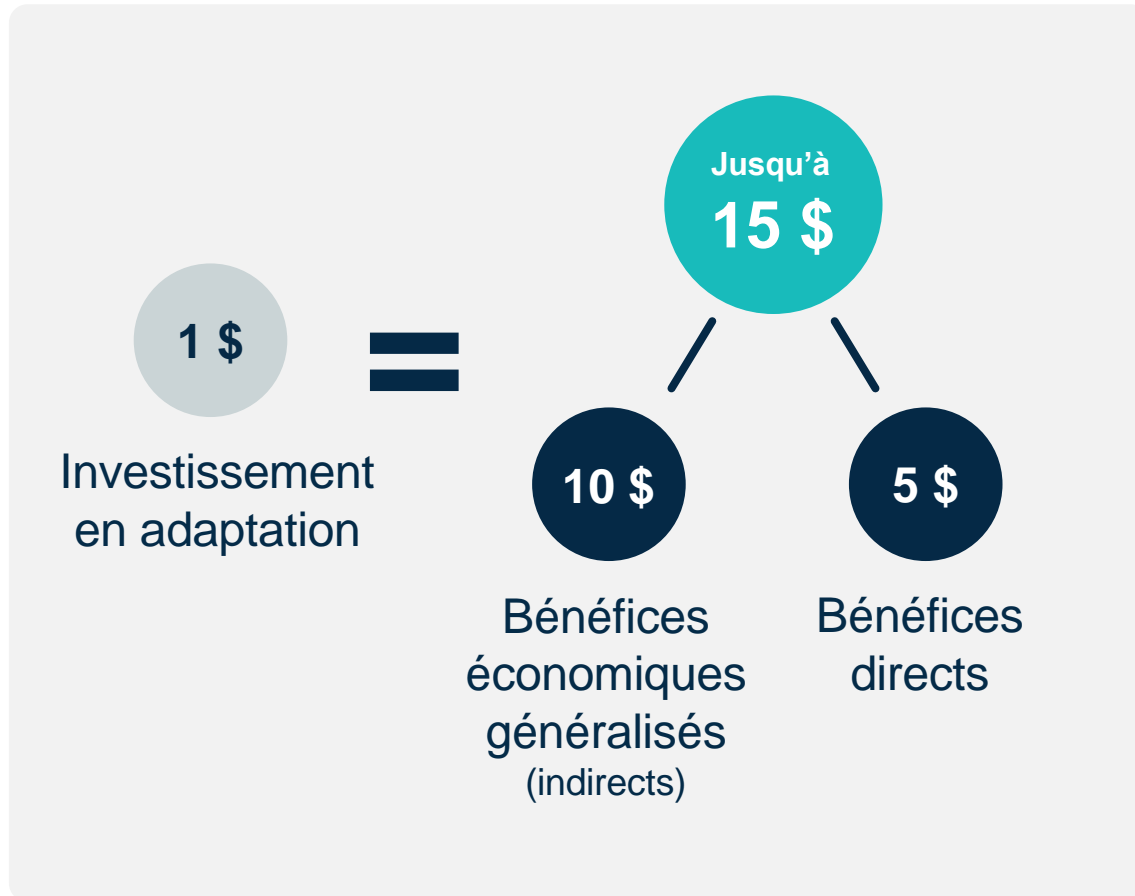 Jusqu’à
15 $
1 $
Investissement
en adaptation
10 $
Bénéfices
économiques
généralisés
(indirects)
5 $
Bénéfices
directs